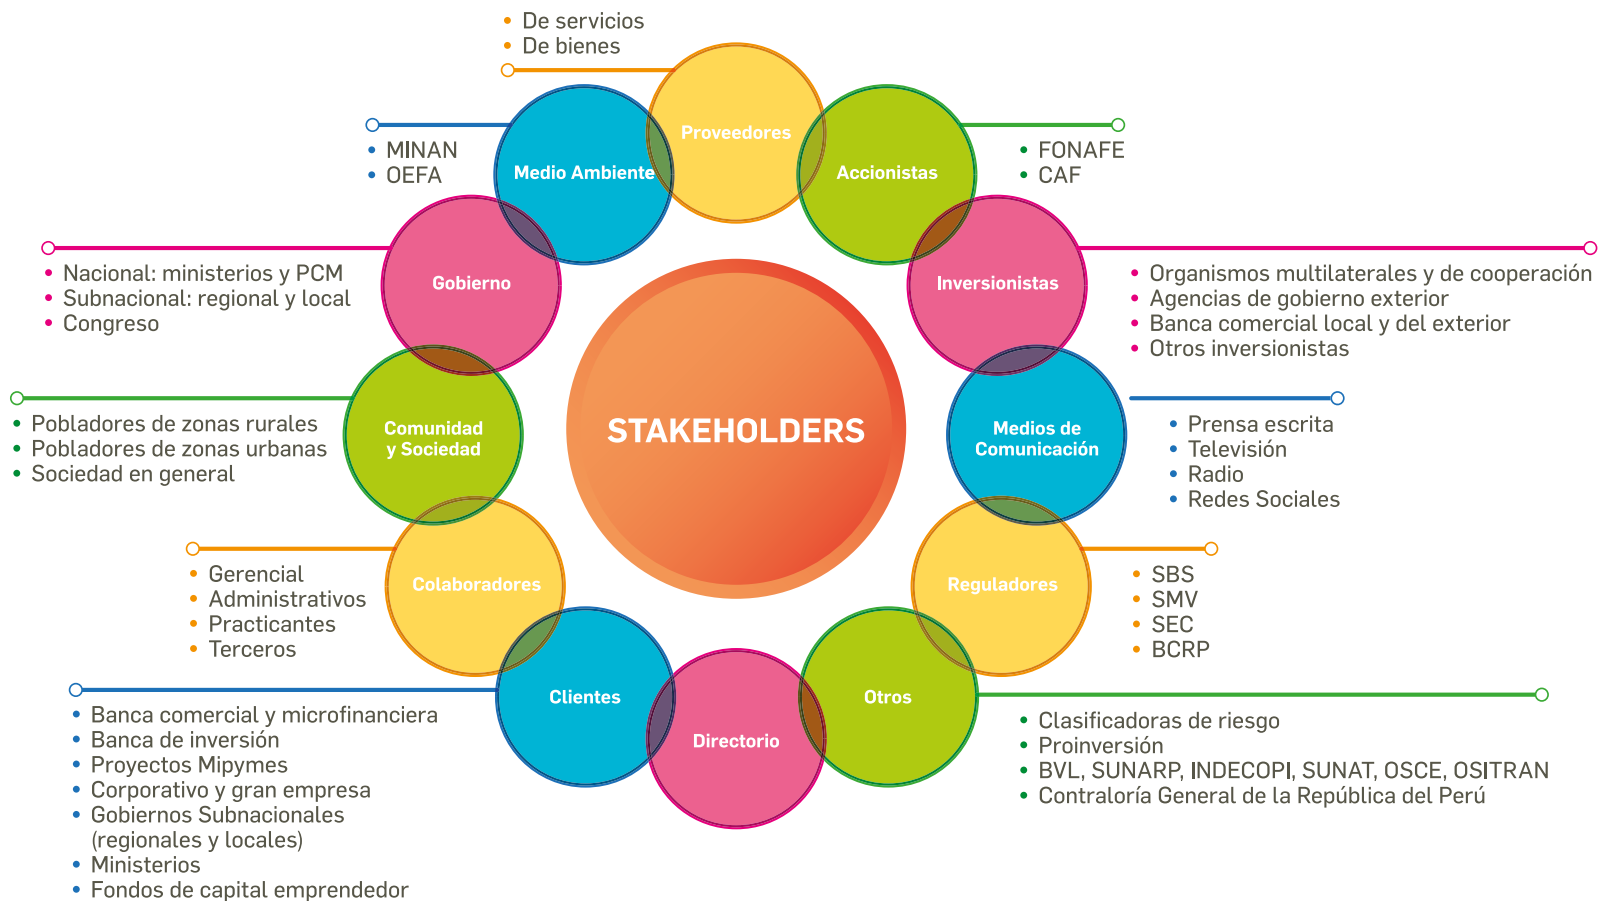 De servicios
De bienes
Proveedores
Accionistas
FONAFE
CAF
Inversionistas
Organismos multilaterales y de cooperación
Agencias de gobierno exterior
Banca comercial local y del exterior
Otros inversionistas
Medios de
Comunicación
Prensa escrita
Televisión
Radio
Redes Sociales
Reguladores
SBS
SMV
SEC
BCRP
Otros
Clasificadoras de riesgo
Proinversión
BVL, SUNARP, INDECOPI, SUNAT, OSCE, OSITRAN
Contraloría General de la República del Perú
Directorio
Clientes
Banca comercial y microfinanciera
Banca de inversión
Proyectos Mipymes
Corporativo y gran empresa
Gobiernos Subnacionales
(regionales y locales)
Ministerios
Fondos de capital emprendedor
Colaboradores
Gerencial
Administrativos
Practicantes
Terceros
Comunidad
y Sociedad
Pobladores de zonas rurales
Pobladores de zonas urbanas
Sociedad en general
Gobierno
Nacional: ministerios y PCM
Subnacional: regional y local
Congreso
Medio Ambiente
MINAN
OEFA
STAKEHOLDERS